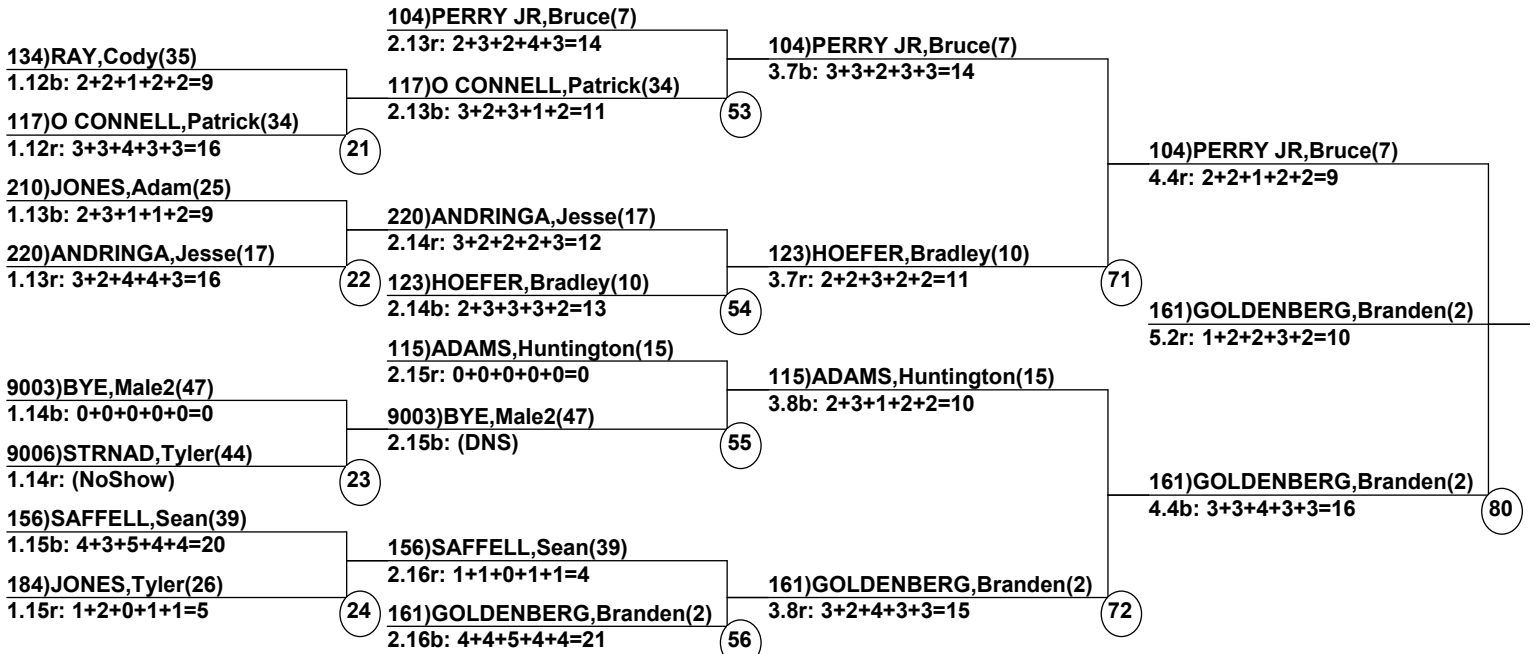 134)RAY,Cody(35)
1.12b: 2+2+1+2+2=9
117)O CONNELL,Patrick(34)
1.12r: 3+3+4+3+3=16
21
210)JONES,Adam(25)
1.13b: 2+3+1+1+2=9
220)ANDRINGA,Jesse(17)
1.13r: 3+2+4+4+3=16
22
9003)BYE,Male2(47)
1.14b: 0+0+0+0+0=0
9006)STRNAD,Tyler(44)
1.14r: (NoShow)
23
156)SAFFELL,Sean(39)
1.15b: 4+3+5+4+4=20
184)JONES,Tyler(26)
1.15r: 1+2+0+1+1=5
24
104)PERRY JR,Bruce(7)
2.13r: 2+3+2+4+3=14
117)O CONNELL,Patrick(34)
2.13b: 3+2+3+1+2=11
53
220)ANDRINGA,Jesse(17)
2.14r: 3+2+2+2+3=12
123)HOEFER,Bradley(10)
2.14b: 2+3+3+3+2=13
54
115)ADAMS,Huntington(15)
2.15r: 0+0+0+0+0=0
9003)BYE,Male2(47)
2.15b: (DNS)
55
156)SAFFELL,Sean(39)
2.16r: 1+1+0+1+1=4
161)GOLDENBERG,Branden(2)
2.16b: 4+4+5+4+4=21
56
104)PERRY JR,Bruce(7)
3.7b: 3+3+2+3+3=14
123)HOEFER,Bradley(10)
3.7r: 2+2+3+2+2=11
71
115)ADAMS,Huntington(15)
3.8b: 2+3+1+2+2=10
161)GOLDENBERG,Branden(2)
3.8r: 3+2+4+3+3=15
72
104)PERRY JR,Bruce(7)
4.4r: 2+2+1+2+2=9
161)GOLDENBERG,Branden(2)
5.2r: 1+2+2+3+2=10
161)GOLDENBERG,Branden(2)
4.4b: 3+3+4+3+3=16
80